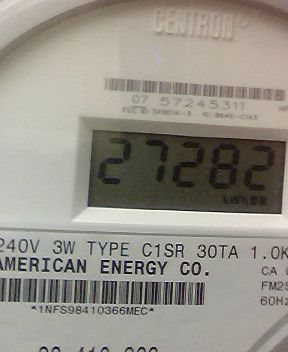 CENTRON
07 57245311
27282
kWh
240V 3W TYPE C1SR 30TA 1.0K
AMERICAN ENERGY CO.
CA
FM2S
60Hz
*1NFS98410366MEC*